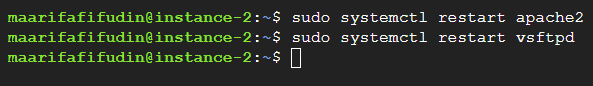 maarifafifudin@instance-2:~$ sudo systemctl restart apache2
maarifafifudin@instance-2:~$ sudo systemctl restart vsftpd
maarifafifudin@instance-2:~$